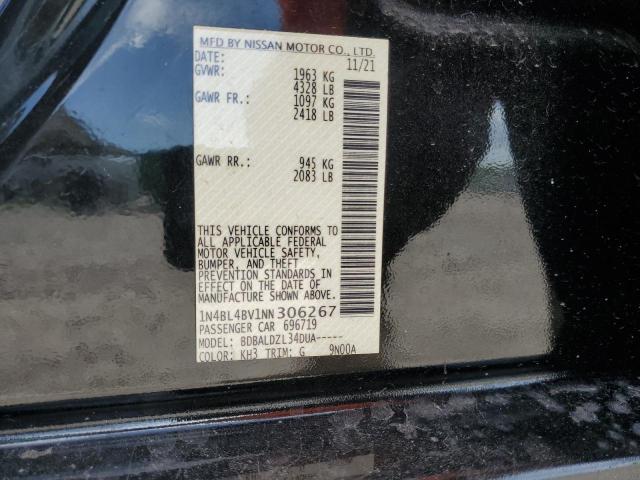 MFD BY NISSAN MOTOR CO., LTD.
DATE: 11/21
GVWR: 1963 KG
4328 LB
GAWR FR: 1097 KG
2418 LB
GAWR RR: 945 KG
2083 LB
THIS VEHICLE CONFORMS TO
ALL APPLICABLE FEDERAL
MOTOR VEHICLE SAFETY,
BUMPER, AND THEFT
PREVENTION STANDARDS IN
EFFECT ON THE DATE OF
MANUFACTURE SHOWN ABOVE.
1N4BL4BV1NN306267
PASSENGER CAR 696719
MODEL: BDBALDZL34DUA-----
COLOR: KH3 TRIM: G 9N00A